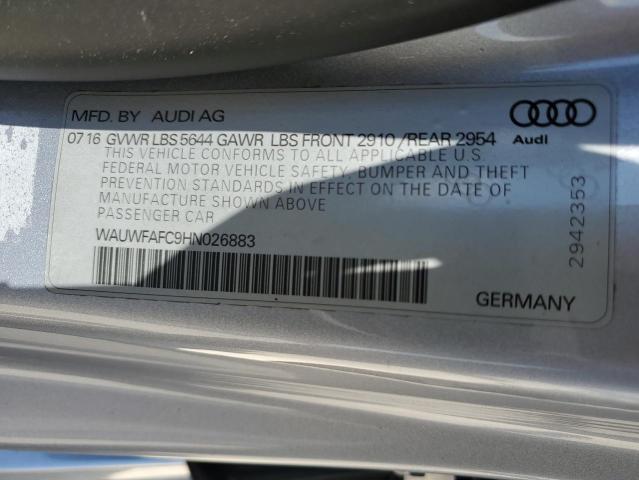 MFD. BY AUDI AG
07 16 GVWR LBS 5644 GAWR LBS FRONT 2910 /REAR 2954
THIS VEHICLE CONFORMS TO ALL APPLICABLE U.S.
FEDERAL MOTOR VEHICLE SAFETY, BUMPER AND THEFT
PREVENTION STANDARDS IN EFFECT ON THE DATE OF
MANUFACTURE SHOWN ABOVE
PASSENGER CAR
WAUWFAFC9HN026883
GERMANY
Audi
2942353